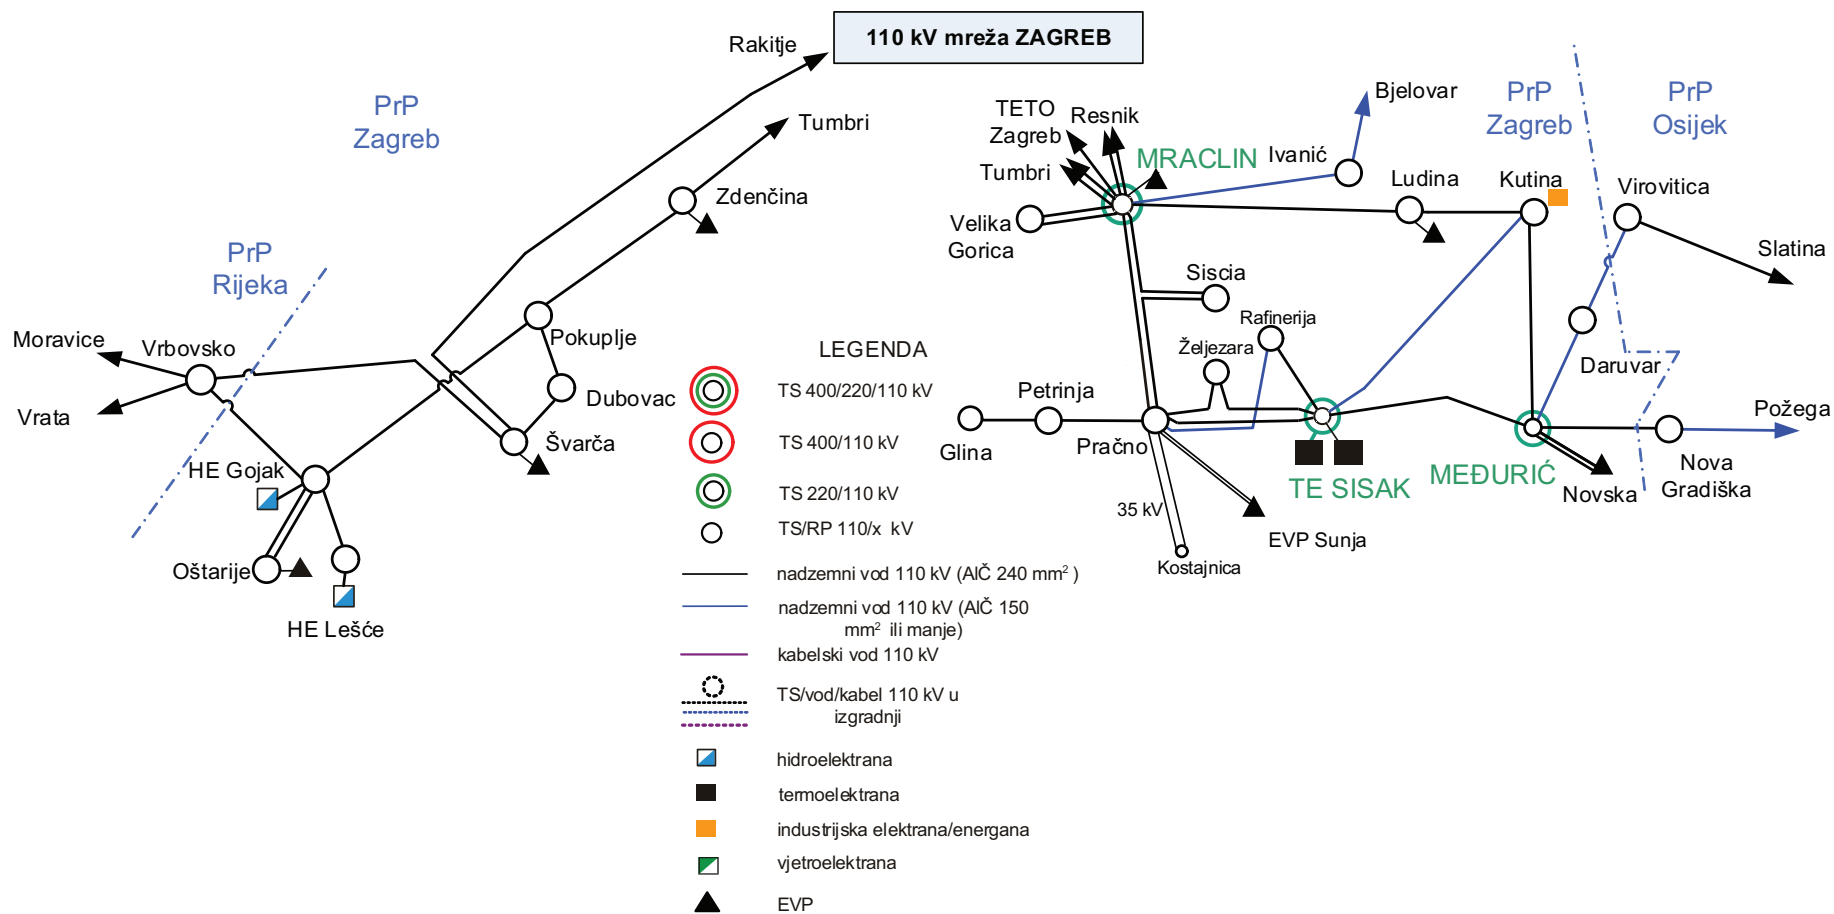 110 kV mreža ZAGREB
Rakitje
Tumbri
PrP
Zagreb
Zdenčina
PrP
Rijeka
Pokuplje
Moravice
Vrbovsko
Vrata
Dubovac
Švarča
HE Gojak
Oštarije
HE Lešće
TETO
Zagreb
Resnik
Tumbri
MRACLIN
Velika
Gorica
Ivanić
Bjelovar
Ludina
PrP
Zagreb
Kutina
PrP
Osijek
Virovitica
Slatina
Siscia
Rafinerija
Željezara
Daruvar
Petrinja
Glina
Pračno
TE SISAK
MEĐURIĆ
Novska
Nova
Gradiška
Požega
35 kV
EVP Sunja
Kostajnica
LEGENDA
TS 400/220/110 kV
TS 400/110 kV
TS 220/110 kV
TS/RP 110/x kV
nadzemni vod 110 kV (AlČ 240 mm²)
nadzemni vod 110 kV (AlČ 150
mm² ili manje)
kabelski vod 110 kV
TS/vod/kabel 110 kV u
izgradnji
hidroelektrana
termoelektrana
industrijska elektrana/energana
vjetroelektrana
EVP